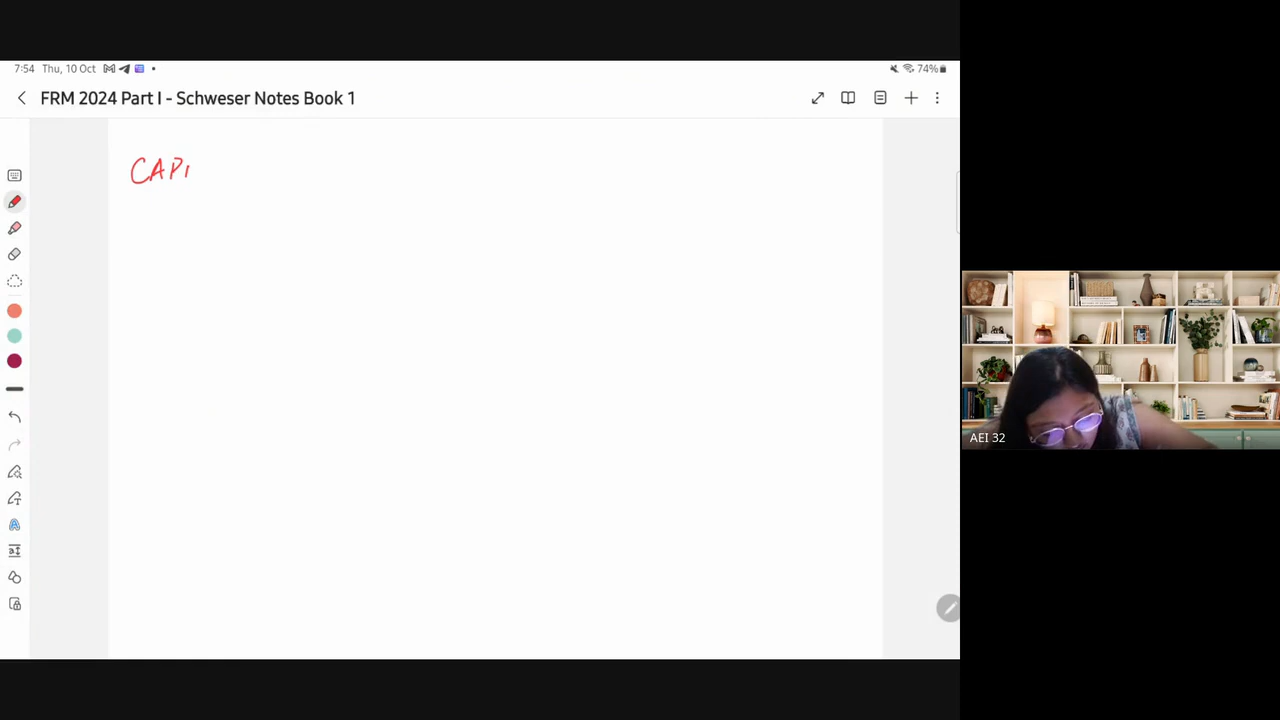 7:54 Thu, 10 Oct 74%
FRM 2024 Part I - Schweser Notes Book 1
CAPI
AEI 32